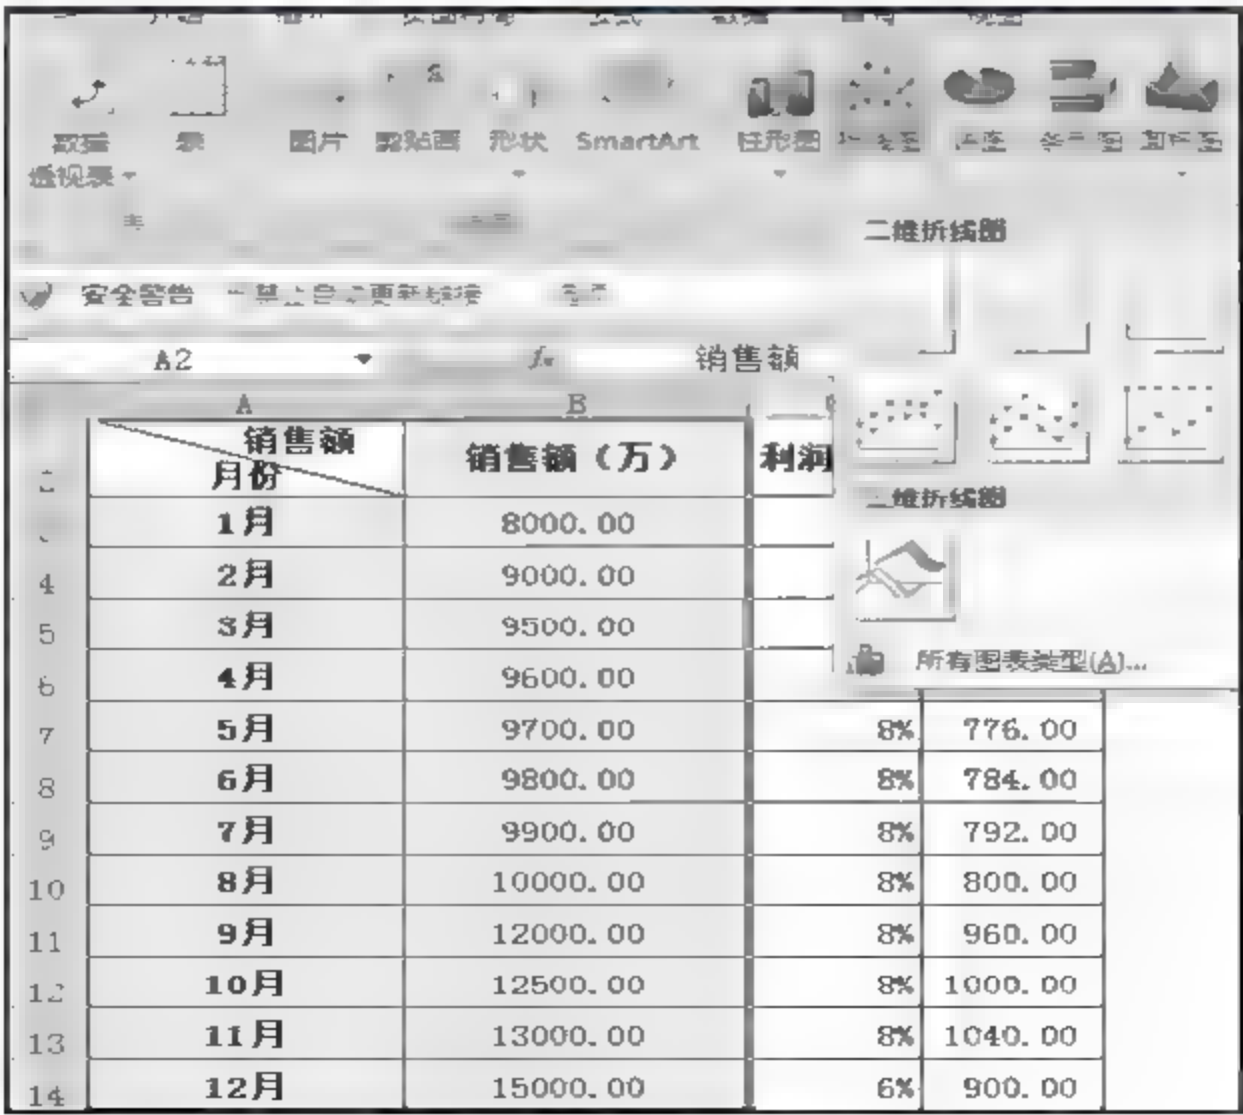 数据 表 图片 剪贴画 形状 SmartArt 柱形图
透视表
表
二维折线图
安全警告
A2 销售额
A B
销售额 销售额（万） 利润
月份
1月 8000.00
二维折线图
4 2月 9000.00
5 3月 9500.00
6 4月 9600.00
所有图表类型(A)...
7 5月 9700.00 8% 776.00
8 6月 9800.00 8% 784.00
9 7月 9900.00 8% 792.00
10 8月 10000.00 8% 800.00
11 9月 12000.00 8% 960.00
12 10月 12500.00 8% 1000.00
13 11月 13000.00 8% 1040.00
14 12月 15000.00 6% 900.00